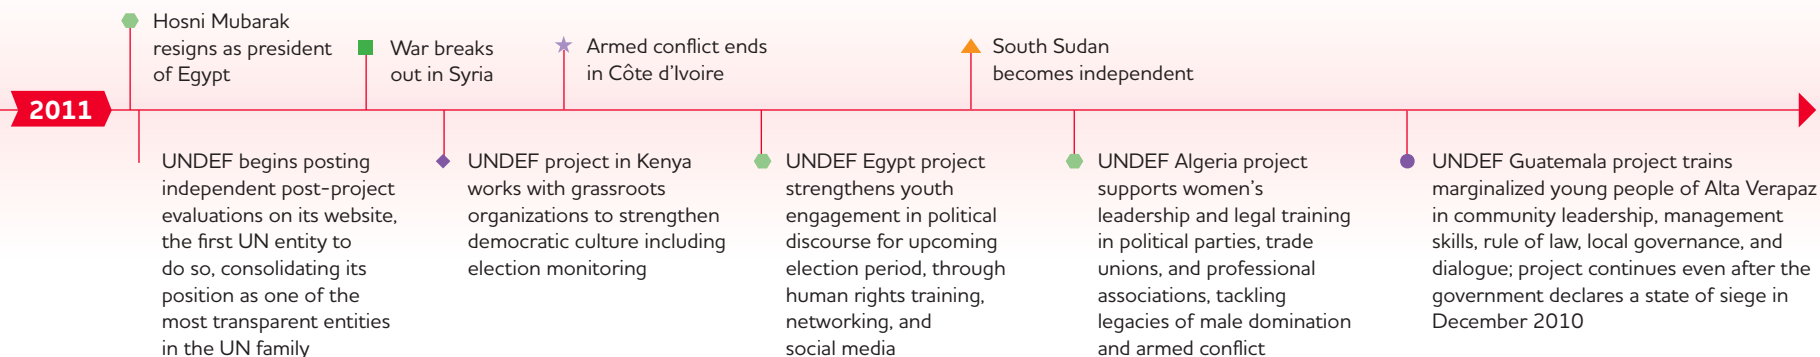 Hosni Mubarak
resigns as president
of Egypt
War breaks
out in Syria
Armed conflict ends
in Côte d’Ivoire
South Sudan
becomes independent
2011
UNDEF begins posting
independent post-project
evaluations on its website,
the first UN entity to
do so, consolidating its
position as one of the
most transparent entities
in the UN family
UNDEF project in Kenya
works with grassroots
organizations to strengthen
democratic culture including
election monitoring
UNDEF Egypt project
strengthens youth
engagement in political
discourse for upcoming
election period, through
human rights training,
networking, and
social media
UNDEF Algeria project
supports women’s
leadership and legal training
in political parties, trade
unions, and professional
associations, tackling
legacies of male domination
and armed conflict
UNDEF Guatemala project trains
marginalized young people of Alta Verapaz
in community leadership, management
skills, rule of law, local governance, and
dialogue; project continues even after the
government declares a state of siege in
December 2010